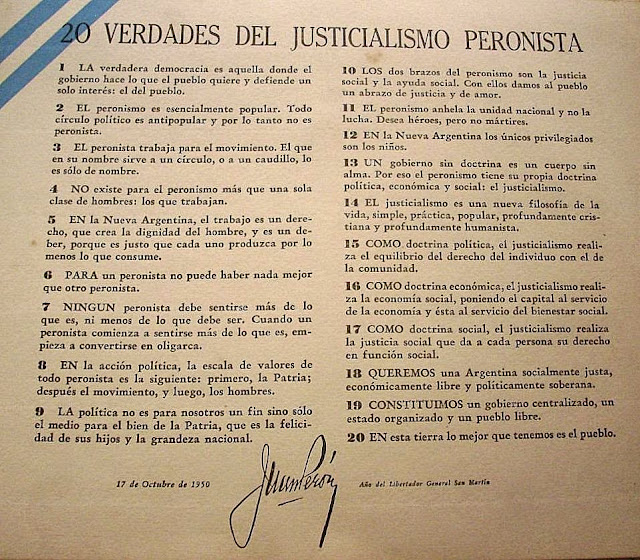 20 VERDADES DEL JUSTICIALISMO PERONISTA
1 LA verdadera democracia es aquella donde el
gobierno hace lo que el pueblo quiere y defiende un
solo interés: el del pueblo.
2 EL peronismo es esencialmente popular. Todo
círculo político es antipopular y por lo tanto no es
peronista.
3 EL peronista trabaja para el movimiento. El que
en su nombre sirve a un círculo, o a un caudillo, lo
es sólo de nombre.
4 NO existe para el peronismo más que una sola
clase de hombres: los que trabajan.
5 EN la Nueva Argentina, el trabajo es un dere-
cho, que crea la dignidad del hombre, y es un de-
ber, porque es justo que cada uno produzca por lo
menos lo que consume.
6 PARA un peronista no puede haber nada mejor
que otro peronista.
7 NINGUN peronista debe sentirse más de lo
que es, ni menos de lo que debe ser. Cuando un
peronista comienza a sentirse más de lo que es, em-
pieza a convertirse en oligarca.
8 EN la acción política, la escala de valores de
todo peronista es la siguiente: primero, la Patria;
después el movimiento, y luego, los hombres.
9 LA política no es para nosotros un fin sino sólo
el medio para el bien de la Patria, que es la felici-
dad de sus hijos y la grandeza nacional.
10 LOS dos brazos del peronismo son la justicia
social y la ayuda social. Con ellos damos al pueblo
un abrazo de justicia y de amor.
11 EL peronismo anhela la unidad nacional y no la
lucha. Desea héroes, pero no mártires.
12 EN la Nueva Argentina los únicos privilegiados
son los niños.
13 UN gobierno sin doctrina es un cuerpo sin
alma. Por eso el peronismo tiene su propia doctrina
política, económica y social: el justicialismo.
14 EL justicialismo es una nueva filosofía de la
vida, simple, práctica, popular, profundamente cris-
tiana y profundamente humanista.
15 COMO doctrina política, el justicialismo reali-
za el equilibrio del derecho del individuo con el de
la comunidad.
16 COMO doctrina económica, el justicialismo reali-
za la economía social, poniendo el capital al servicio
de la economía y ésta al servicio del bienestar social.
17 COMO doctrina social, el justicialismo realiza
la justicia social que da a cada persona su derecho
en función social.
18 QUEREMOS una Argentina socialmente justa,
económicamente libre y políticamente soberana.
19 CONSTITUIMOS un gobierno centralizado, un
estado organizado y un pueblo libre.
20 EN esta tierra lo mejor que tenemos es el pueblo.
17 de Octubre de 1950
Juan Perón
Año del Libertador General San Martín